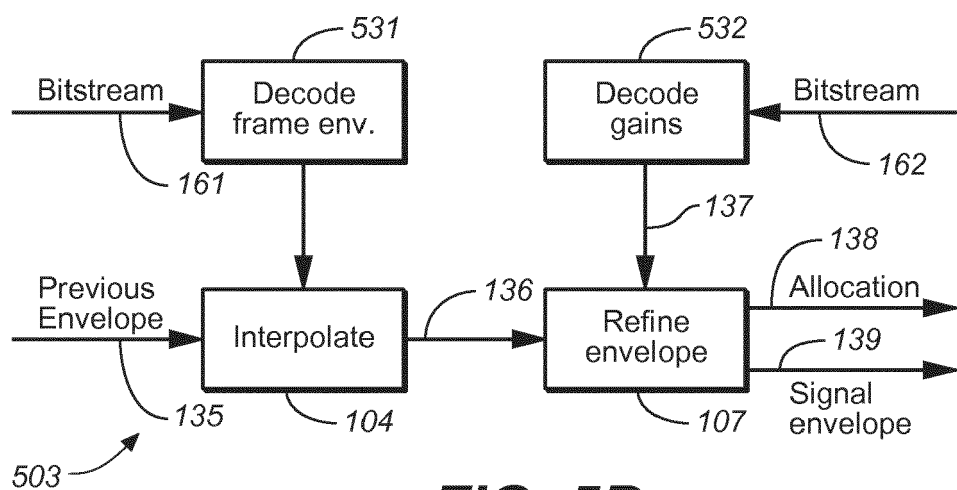 531
532
Bitstream
Decode
frame env.
Decode
gains
Bitstream
161
162
137
138
Previous
Envelope
136
Allocation
Interpolate
Refine
envelope
139
135
104
107
Signal
envelope
503